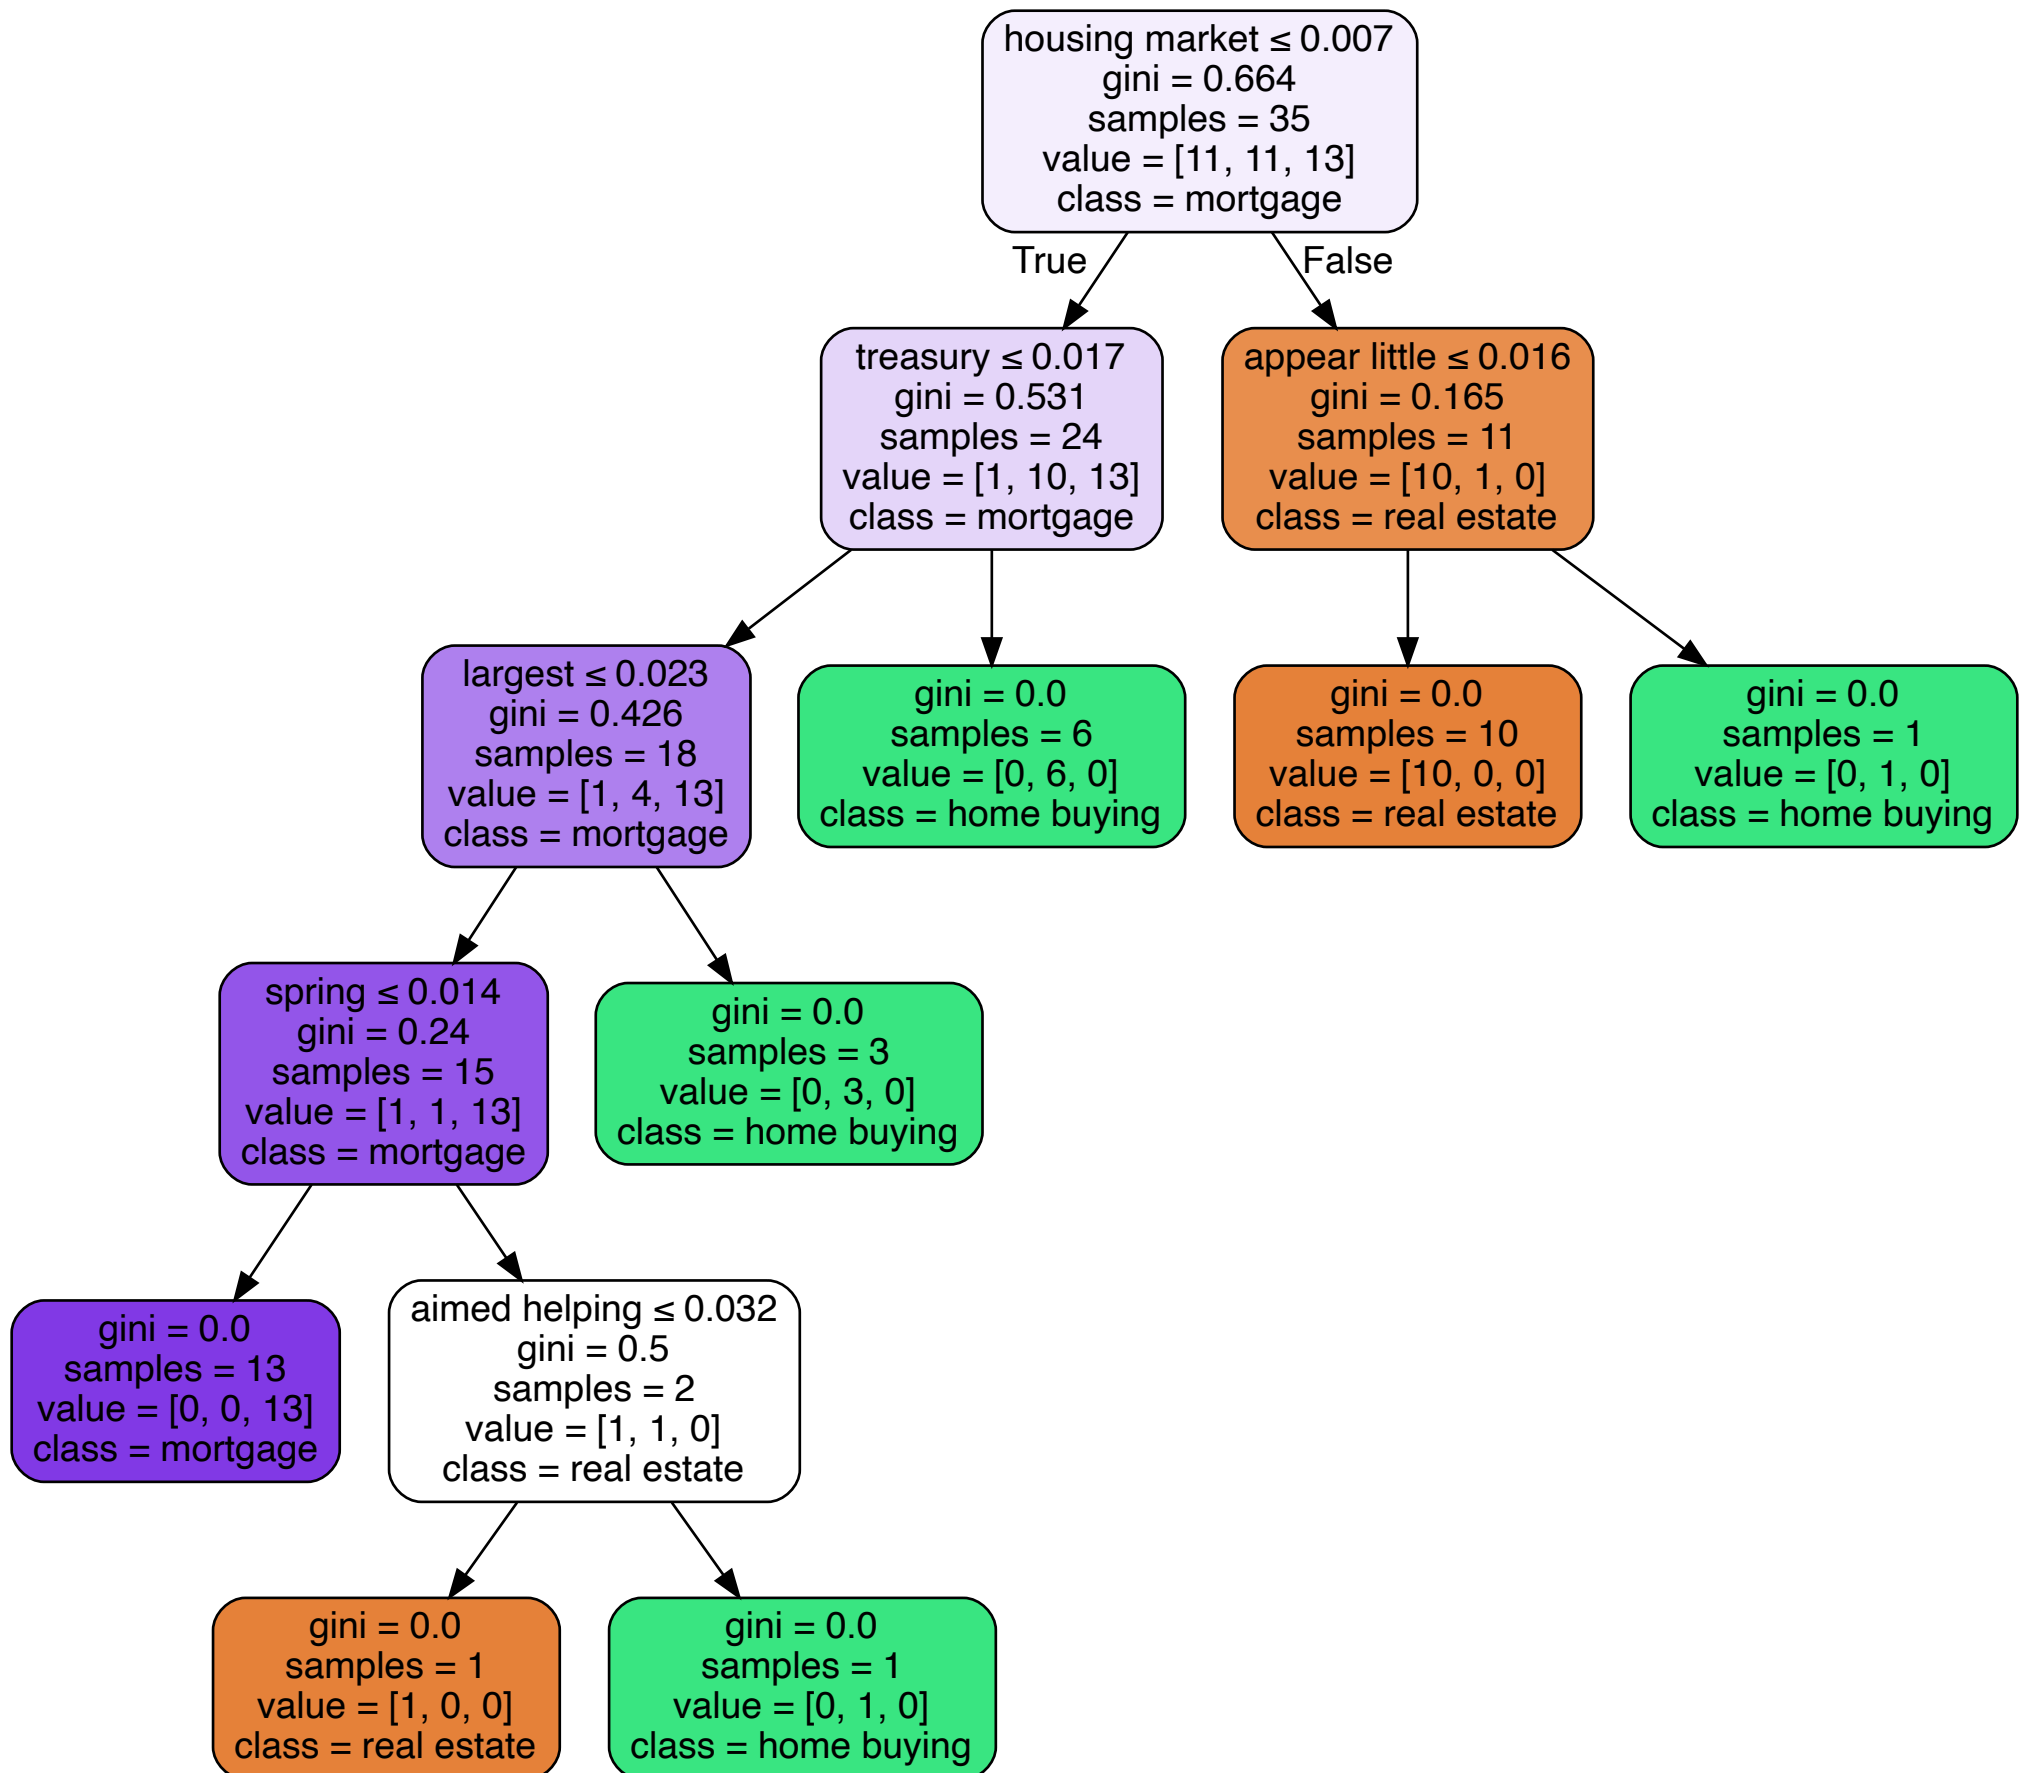 housing market ≤ 0.007
gini = 0.664
samples = 35
value = [11, 11, 13]
class = mortgage
True
False
treasury ≤ 0.017
gini = 0.531
samples = 24
value = [1, 10, 13]
class = mortgage
appear little ≤ 0.016
gini = 0.165
samples = 11
value = [10, 1, 0]
class = real estate
largest ≤ 0.023
gini = 0.426
samples = 18
value = [1, 4, 13]
class = mortgage
gini = 0.0
samples = 6
value = [0, 6, 0]
class = home buying
gini = 0.0
samples = 10
value = [10, 0, 0]
class = real estate
gini = 0.0
samples = 1
value = [0, 1, 0]
class = home buying
spring ≤ 0.014
gini = 0.24
samples = 15
value = [1, 1, 13]
class = mortgage
gini = 0.0
samples = 3
value = [0, 3, 0]
class = home buying
gini = 0.0
samples = 13
value = [0, 0, 13]
class = mortgage
aimed helping ≤ 0.032
gini = 0.5
samples = 2
value = [1, 1, 0]
class = real estate
gini = 0.0
samples = 1
value = [1, 0, 0]
class = real estate
gini = 0.0
samples = 1
value = [0, 1, 0]
class = home buying